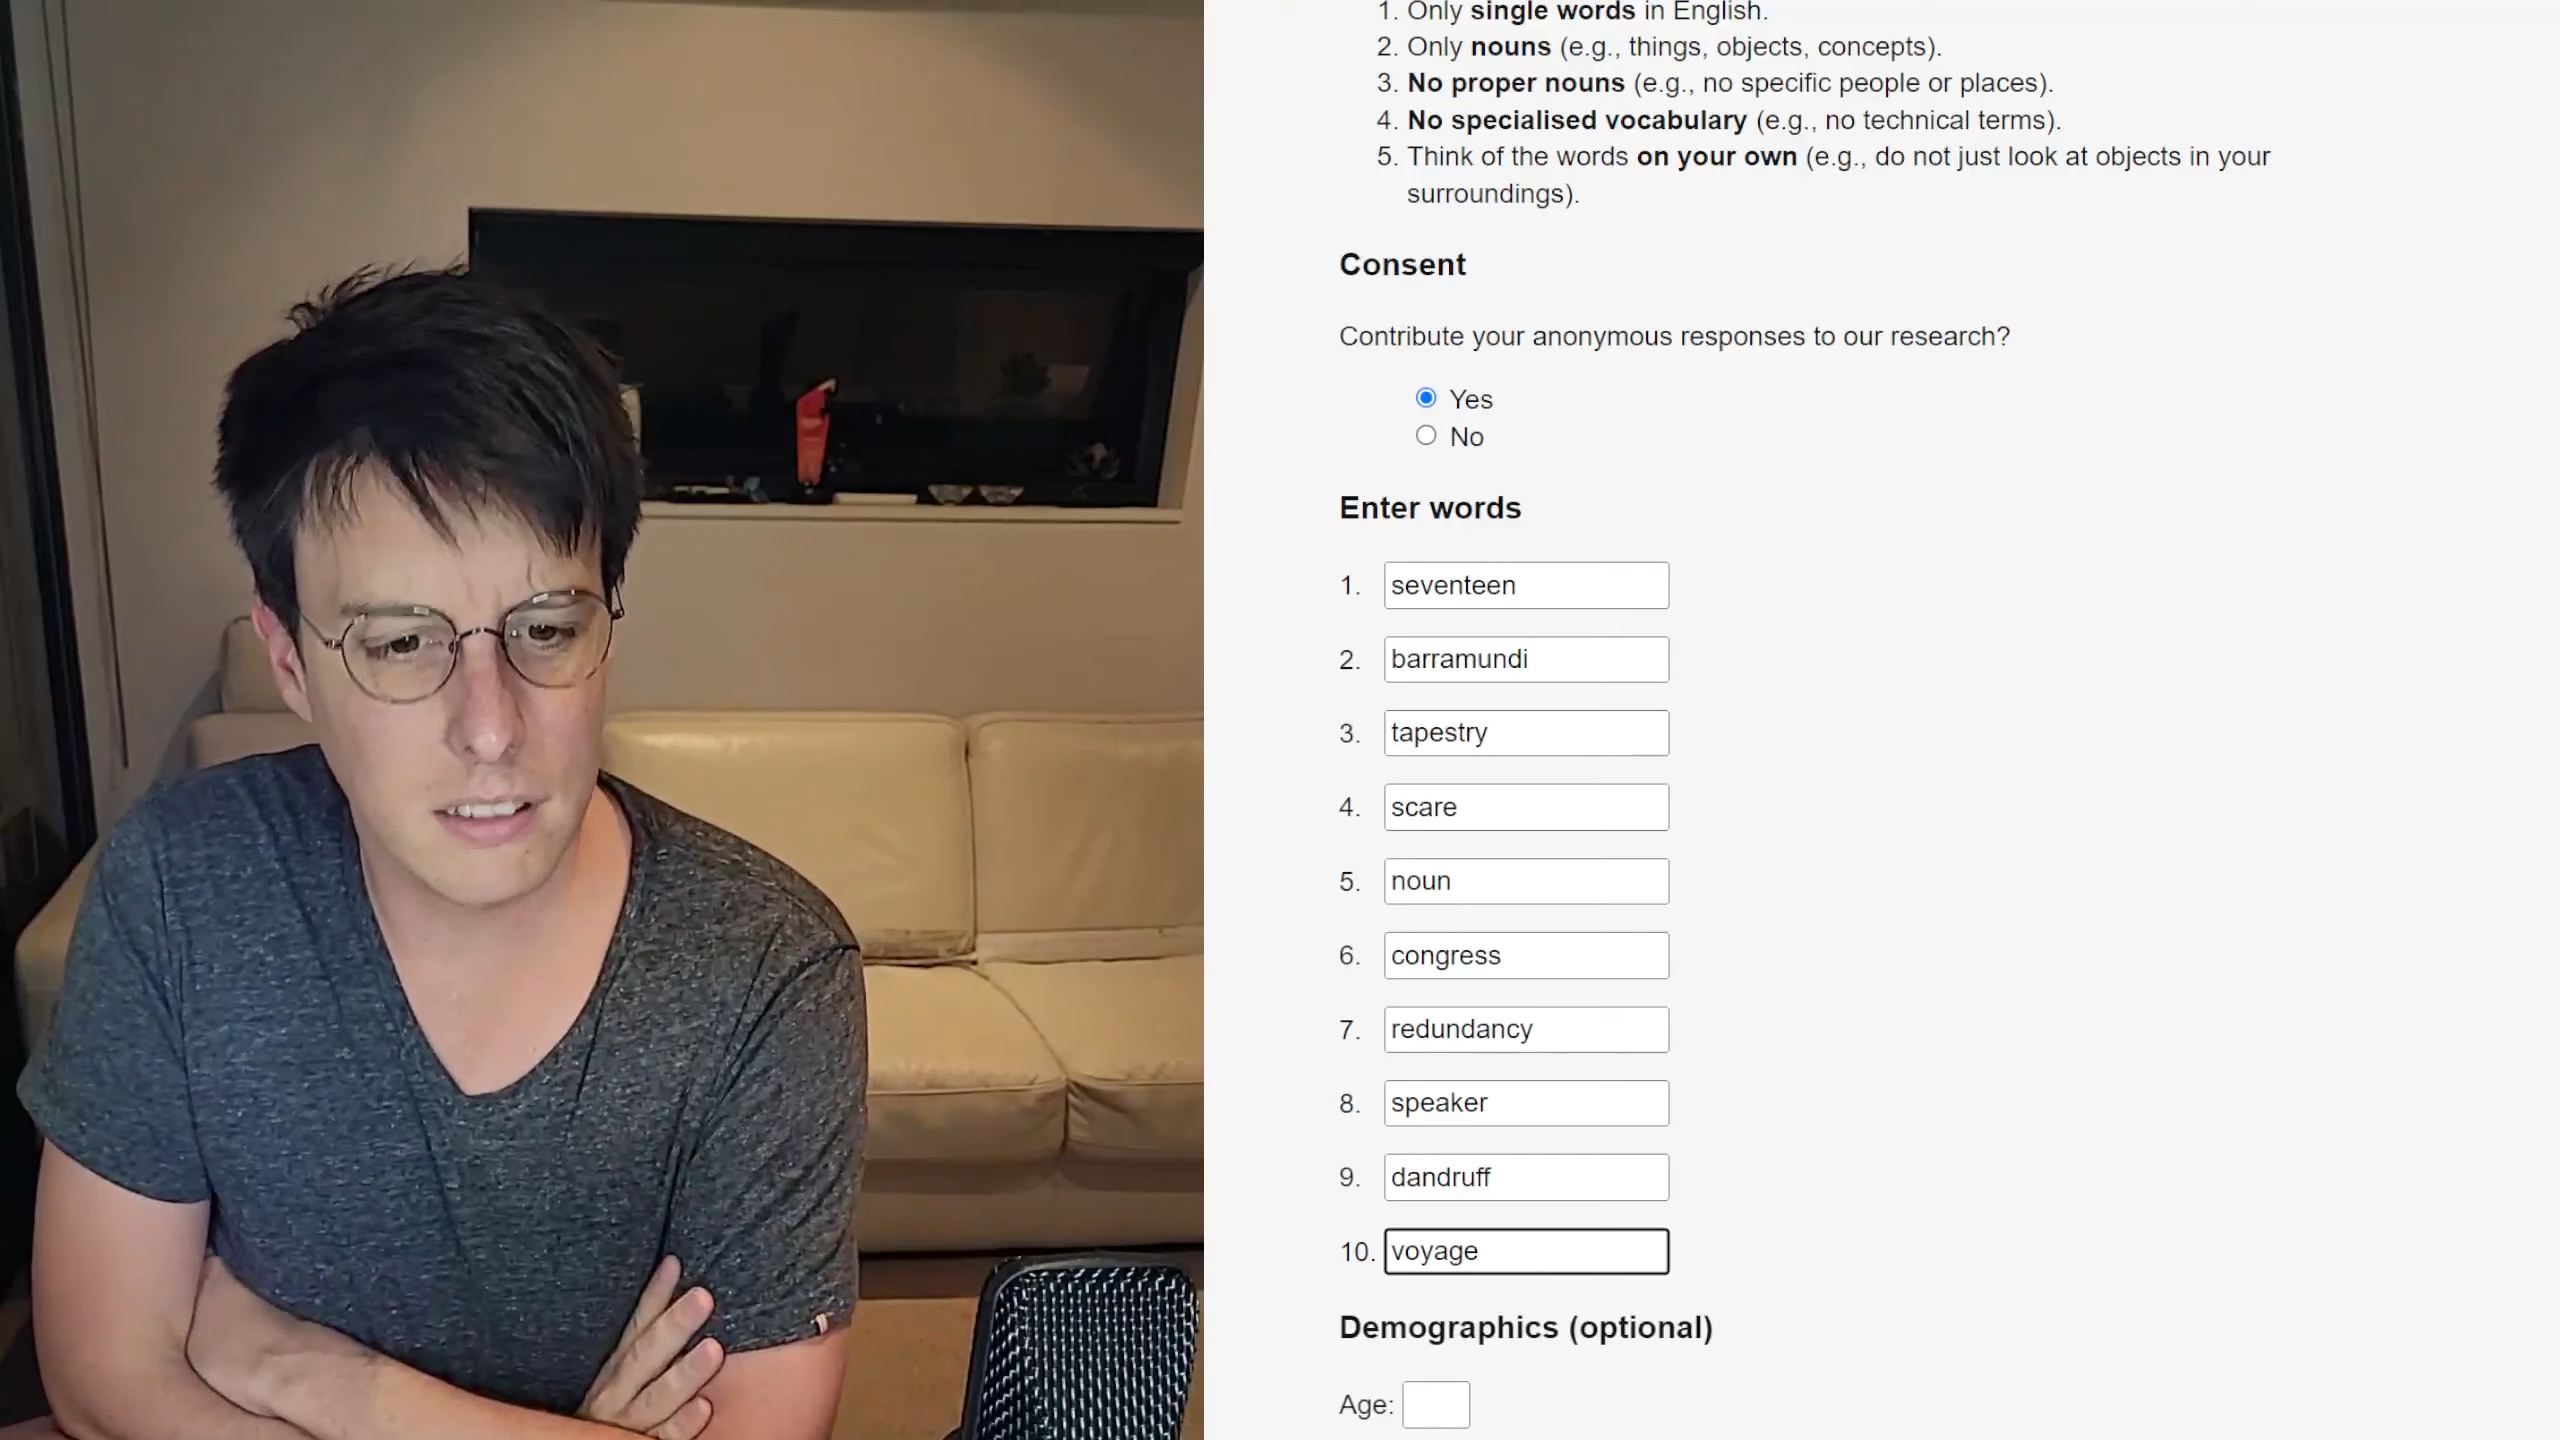 1. Only single words in English.
2. Only nouns (e.g., things, objects, concepts).
3. No proper nouns (e.g., no specific people or places).
4. No specialised vocabulary (e.g., no technical terms).
5. Think of the words on your own (e.g., do not just look at objects in your
surroundings).
Consent
Contribute your anonymous responses to our research?
Yes
No
Enter words
1. seventeen
2. barramundi
3. tapestry
4. scare
5. noun
6. congress
7. redundancy
8. speaker
9. dandruff
10. voyage
Demographics (optional)
Age: